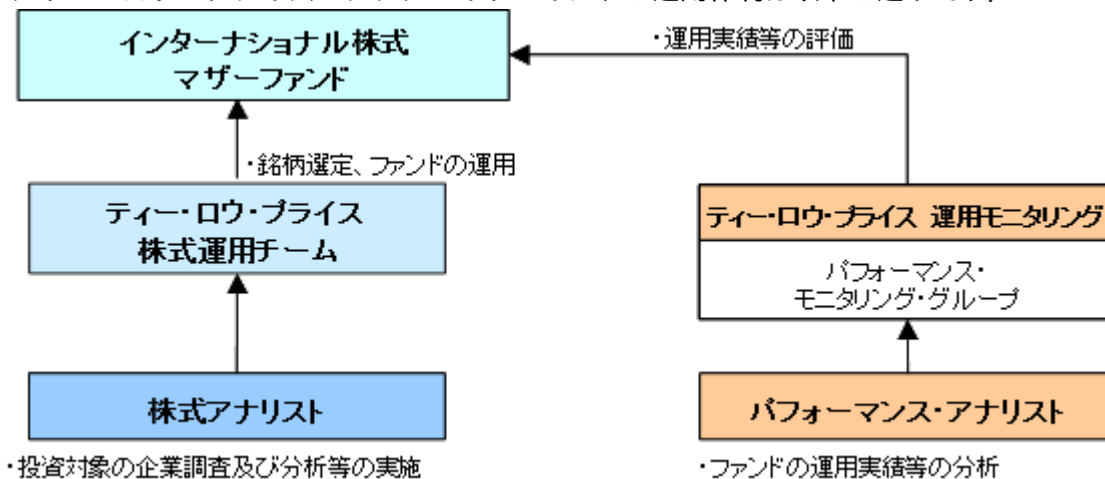 インターナショナル株式
マザーファンド
・運用実績等の評価
・銘柄選定、ファンドの運用
ティー・ロウ・プライス
株式運用チーム
ティー・ロウ・プライス 運用モニタリング
パフォーマンス・
モニタリング・グループ
株式アナリスト
パフォーマンス・アナリスト
・投資対象の企業調査及び分析等の実施
・ファンドの運用実績等の分析